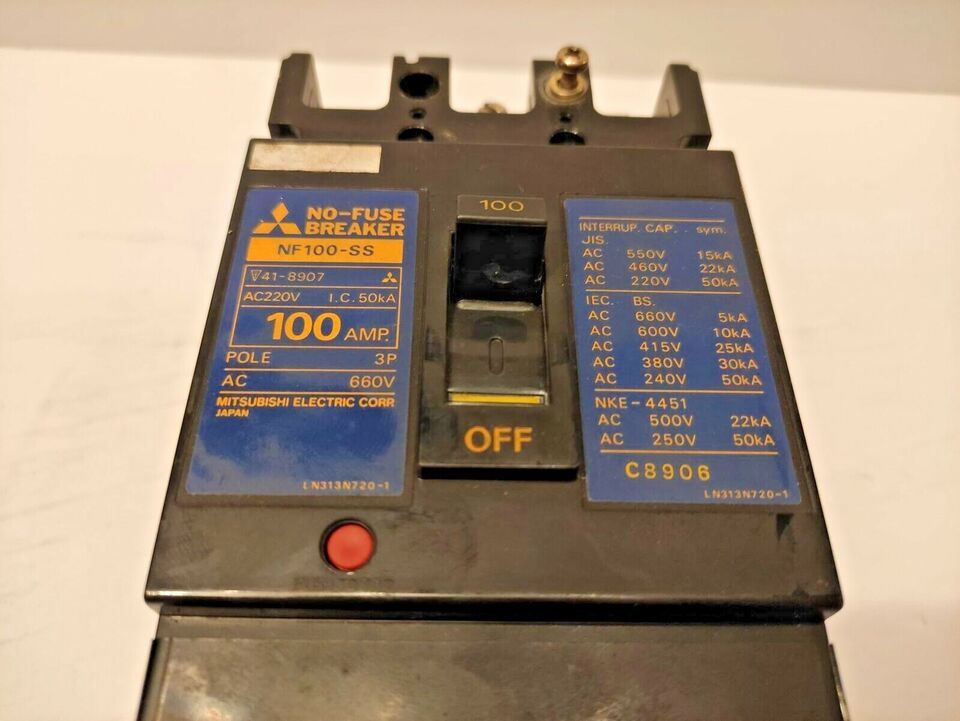 NO-FUSE
BREAKER
NF100-SS
41-8907
AC220V I.C. 50kA
100 AMP.
POLE 3P
AC 660V
MITSUBISHI ELECTRIC CORP.
JAPAN
LN313N720-1
100
OFF
INTERRUP. CAP. sym.
JIS.
AC 550V 15kA
AC 460V 22kA
AC 220V 50kA
IEC. BS.
AC 660V 5kA
AC 600V 10kA
AC 415V 25kA
AC 380V 30kA
AC 240V 50kA
NKE-4451
AC 500V 22kA
AC 250V 50kA
C8906
LN313N720-1